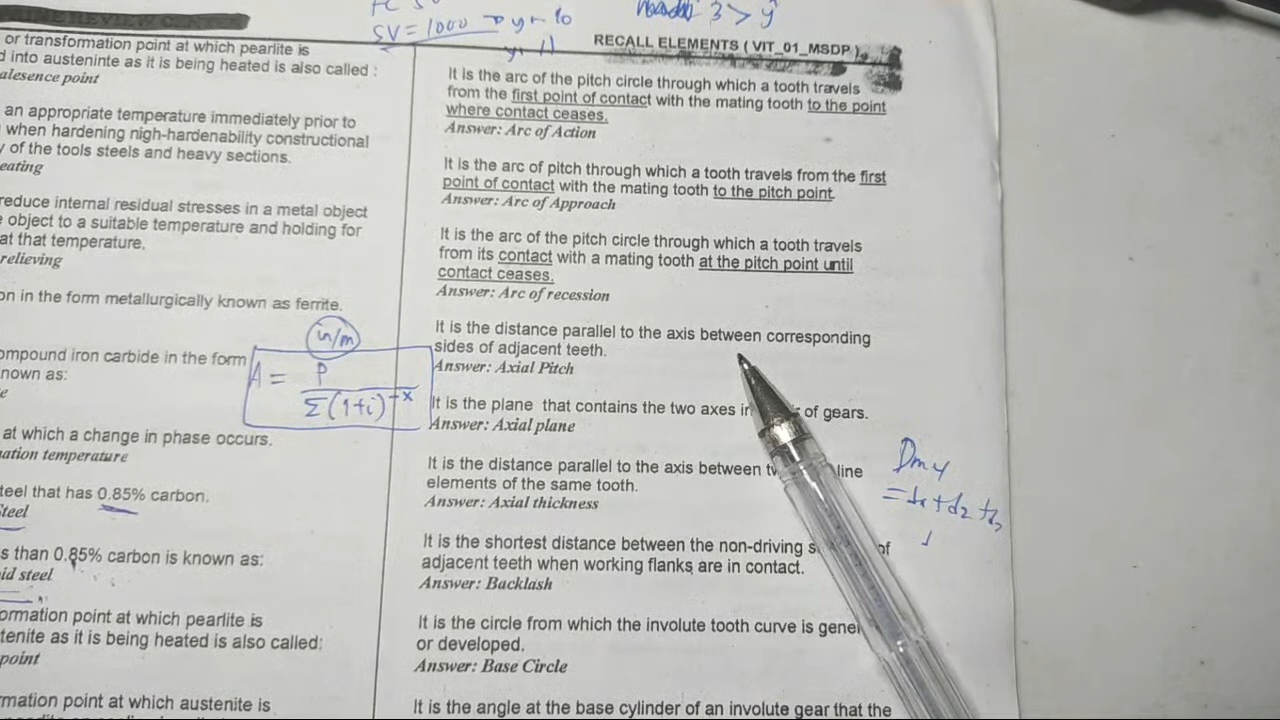 REVIEW CENTER
SV = 1000
RECALL ELEMENTS ( VIT_01_MSDP )
or transformation point at which pearlite is
d intoausteninte as it is being heated is also called :
alesence point
an appropriate temperature immediately prior to
when hardening nigh-hardenability constructional
y of the tools steels and heavy sections.
eating
reduce internal residual stresses in a metal object
e object to a suitable temperature and holding for
at that temperature.
relieving
on in the form metallurgically known as ferrite.
ompound iron carbide in the form
nown as:
e
at which a change in phase occurs.
nation temperature
teel that has 0.85% carbon.
Steel
s than 0.85% carbon is known as:
id steel
ormation point at which pearlite is
tenite as it is being heated is also called:
point
rmation point at which austenite is
in/m
A = P
Σ(1+i)^-x
It is the arc of the pitch circle through which a tooth travels
from the first point of contact with the mating tooth to the point
where contact ceases.
Answer: Arc of Action
It is the arc of pitch through which a tooth travels from the first
point of contact with the mating tooth to the pitch point.
Answer: Arc of Approach
It is the arc of the pitch circle through which a tooth travels
from its contact with a mating tooth at the pitch point until
contact ceases.
Answer: Arc of recession
It is the distance parallel to the axis between corresponding
sides of adjacent teeth.
Answer: Axial Pitch
It is the plane that contains the two axes in of gears.
Answer: Axial plane
It is the distance parallel to the axis between line
elements of the same tooth.
Answer: Axial thickness
It is the shortest distance between the non-driving of
adjacent teeth when working flanks are in contact.
Answer: Backlash
It is the circle from which the involute tooth curve is gene
or developed.
Answer: Base Circle
It is the angle at the base cylinder of an involute gear that the